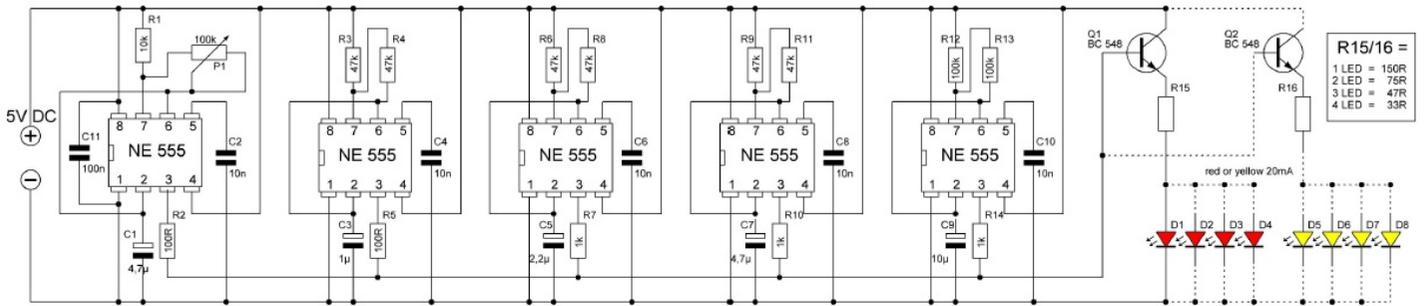 5V DC
+
−
R1
10k
100k
P1
C11
100n
8 7 6 5
NE 555
1 2 3 4
C2
10n
R2
100R
C1
4,7µ
R3
47k
R4
47k
8 7 6 5
NE 555
1 2 3 4
C4
10n
C3
1µ
R5
100R
R6
47k
R8
47k
8 7 6 5
NE 555
1 2 3 4
C6
10n
C5
2,2µ
R7
1k
R9
47k
R11
47k
8 7 6 5
NE 555
1 2 3 4
C8
10n
C7
4,7µ
R10
1k
R12
100k
R13
100k
8 7 6 5
NE 555
1 2 3 4
C10
10n
C9
10µ
R14
1k
Q1
BC 548
R15
Q2
BC 548
R16
R15/16 =
1 LED = 150R
2 LED = 75R
3 LED = 47R
4 LED = 33R
red or yellow 20mA
D1 D2 D3 D4
D5 D6 D7 D8